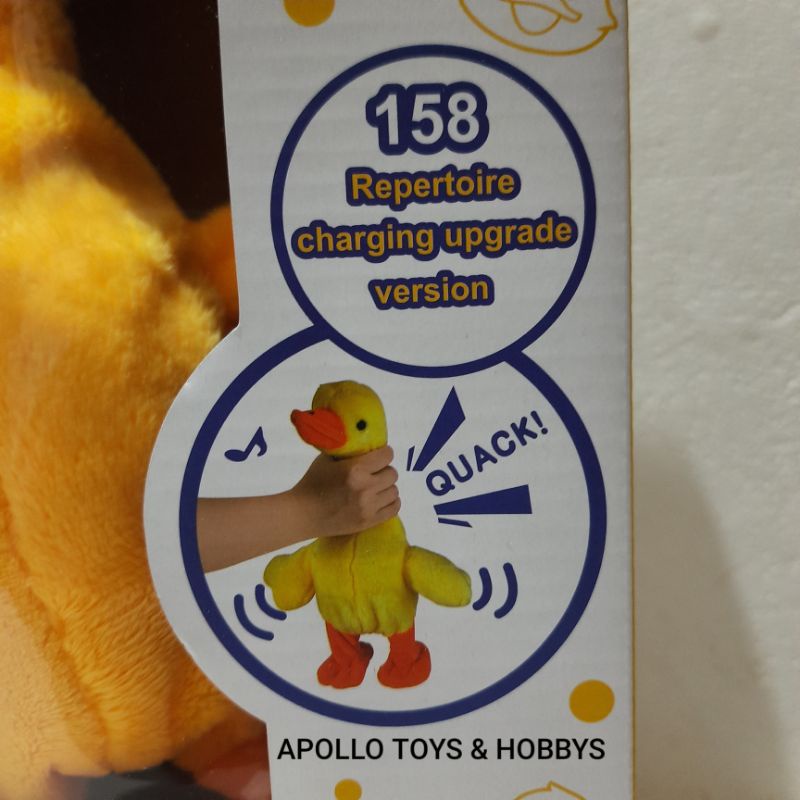 158
Repertoire
charging upgrade
version
QUACK!
APOLLO TOYS & HOBBYS